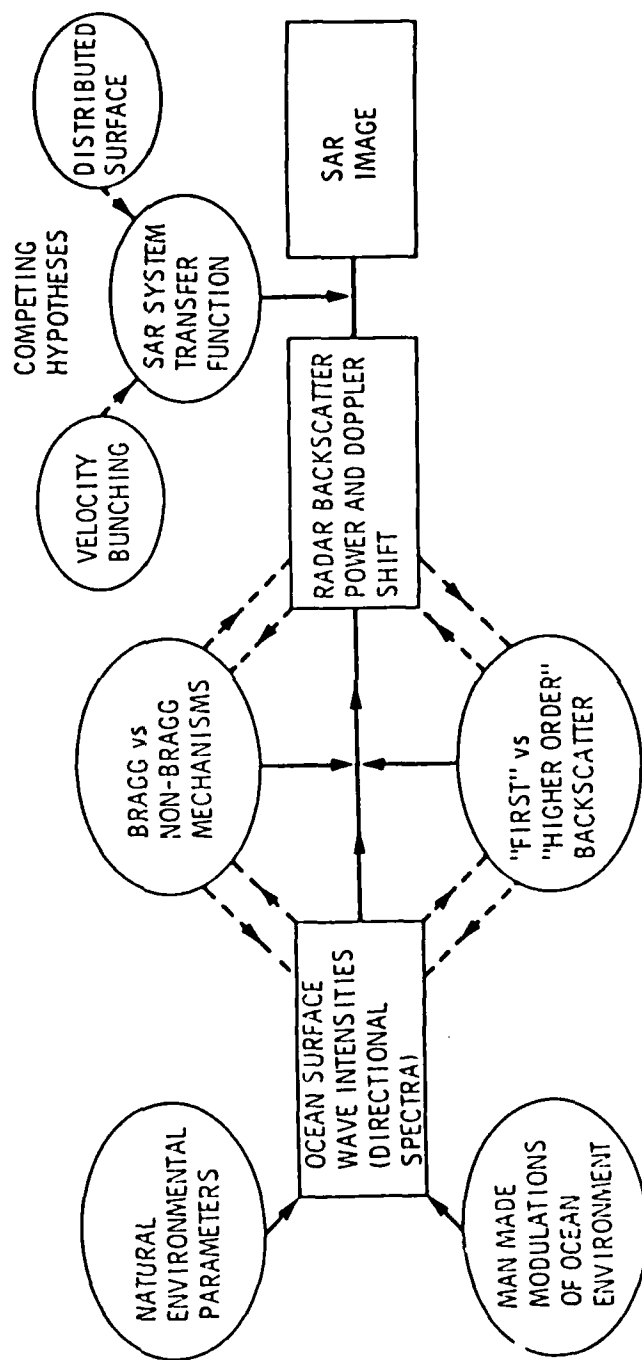 COMPETING
HYPOTHESES
VELOCITY
BUNCHING
DISTRIBUTED
SURFACE
SAR SYSTEM
TRANSFER
FUNCTION
NATURAL
ENVIRONMENTAL
PARAMETERS
BRAGG vs
NON-BRAGG
MECHANISMS
OCEAN SURFACE
WAVE INTENSITIES
(DIRECTIONAL
SPECTRA)
RADAR BACKSCATTER
POWER AND DOPPLER
SHIFT
SAR
IMAGE
MAN MADE
MODULATIONS
OF OCEAN
ENVIRONMENT
"FIRST" vs
"HIGHER ORDER"
BACKSCATTER